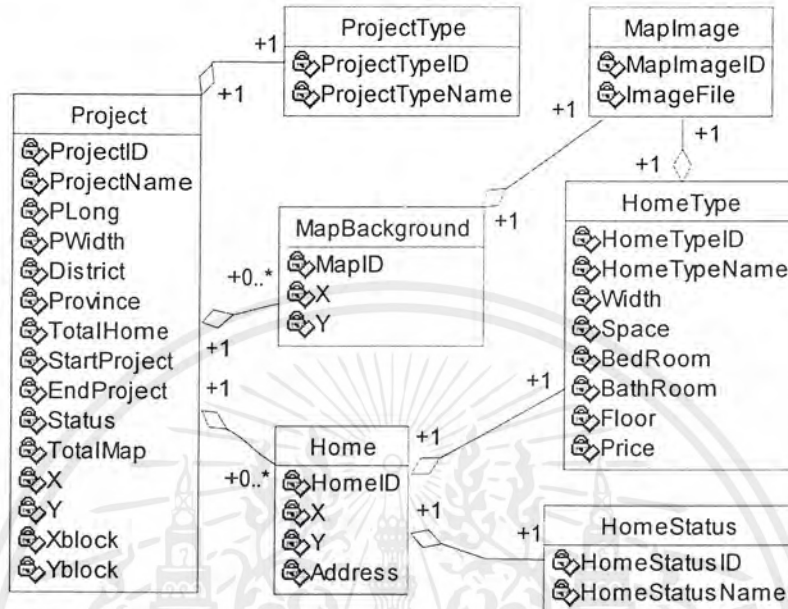 ProjectType
ProjectTypeID
ProjectTypeName
+1
+1
MapImage
MapImageID
ImageFile
+1
+1
+1
+1
Project
ProjectID
ProjectName
PLong
PWidth
District
Province
TotalHome
StartProject
EndProject
Status
TotalMap
X
Y
Xblock
Yblock
MapBackground
MapID
X
Y
+0..*
+1
+1
+0..*
HomeType
HomeTypeID
HomeTypeName
Width
Space
BedRoom
BathRoom
Floor
Price
+1
+1
Home
HomeID
X
Y
Address
+1
+1
HomeStatus
HomeStatusID
HomeStatusName